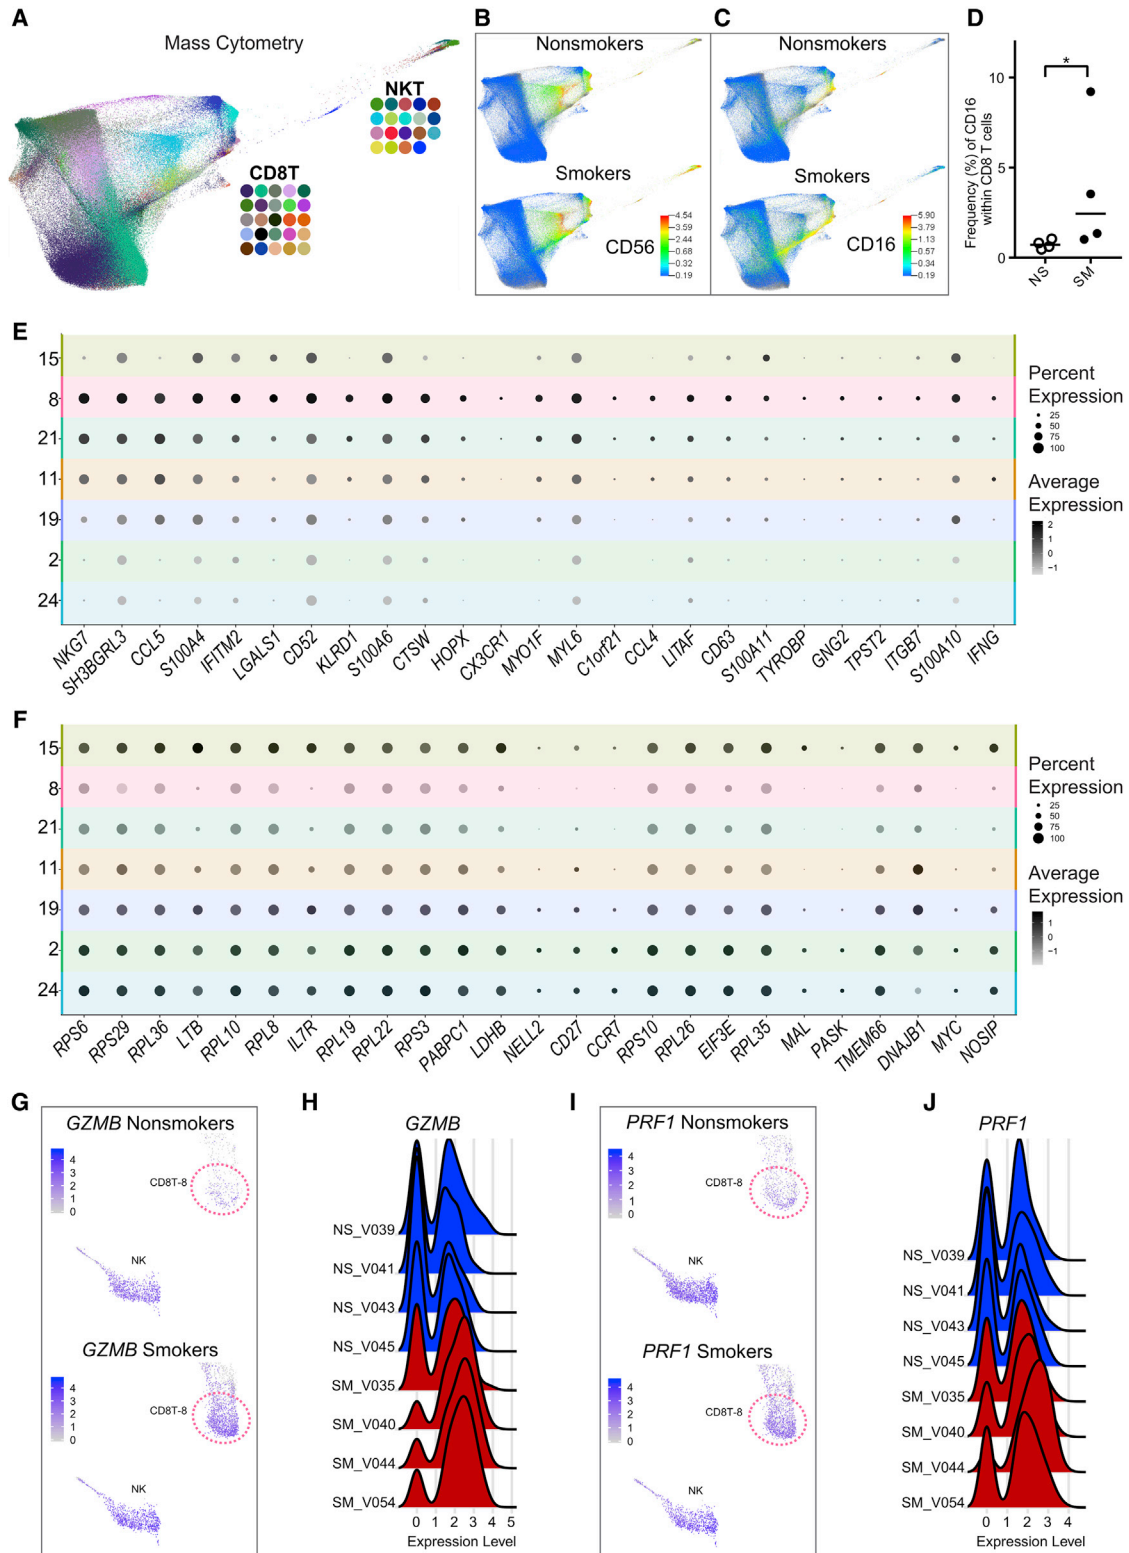 A
Mass Cytometry
NKT
CD8T
B
Nonsmokers
Smokers
CD56
4.54
2.59
1.44
0.68
0.32
0.19
C
Nonsmokers
Smokers
CD16
5.90
3.79
1.13
0.57
0.32
0.19
D
Frequency (%) of CD16
within CD8 T cells
10
5
0
*
NS
SM
E
15
8
21
11
19
2
24
NKG7
SH3BGRL3
CCL5
S100A4
IFITM2
LGALS1
CD52
KLRD1
S100A6
CTSW
HOPX
CX3CR1
MYO1F
MYL6
C1orf21
CCL4
LITAF
CD63
S100A11
TYROBP
GNG2
TPST2
ITGB7
S100A10
IFNG
Percent
Expression
25
50
75
100
Average
Expression
2
1
0
−1
F
15
8
21
11
19
2
24
RPS6
RPS29
RPL36
LTB
RPL10
RPL8
IL7R
RPL19
RPL22
RPS3
PABPC1
LDHB
NELL2
CD27
CCR7
RPS10
RPL26
EIF3E
RPL35
MAL
PASK
TMEM66
DNAJB1
MYC
NOSIP
Percent
Expression
25
50
75
100
Average
Expression
1
0
−1
G
GZMB Nonsmokers
4
3
2
1
0
CD8T-8
NK
GZMB Smokers
4
3
2
1
0
CD8T-8
NK
H
GZMB
NS_V039
NS_V041
NS_V043
NS_V045
SM_V035
SM_V040
SM_V044
SM_V054
0 1 2 3 4 5
Expression Level
I
PRF1 Nonsmokers
4
3
2
1
0
CD8T-8
NK
PRF1 Smokers
4
3
2
1
0
CD8T-8
NK
J
PRF1
NS_V039
NS_V041
NS_V043
NS_V045
SM_V035
SM_V040
SM_V044
SM_V054
0 1 2 3 4
Expression Level